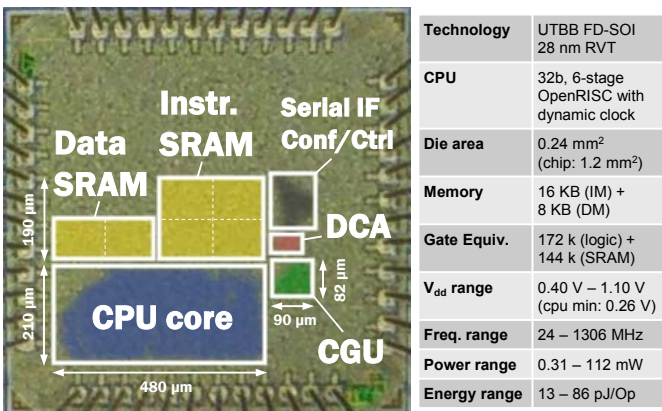 Instr.
SRAM
Serial IF
Conf/Ctrl
Data
SRAM
190 µm
DCA
82 µm
210 µm
CPU core
90 µm
CGU
480 µm
Technology UTBB FD-SOI
28 nm RVT
CPU 32b, 6-stage
OpenRISC with
dynamic clock
Die area 0.24 mm²
(chip: 1.2 mm²)
Memory 16 KB (IM) +
8 KB (DM)
Gate Equiv. 172 k (logic) +
144 k (SRAM)
Vdd range 0.40 V – 1.10 V
(cpu min: 0.26 V)
Freq. range 24 – 1306 MHz
Power range 0.31 – 112 mW
Energy range 13 – 86 pJ/Op